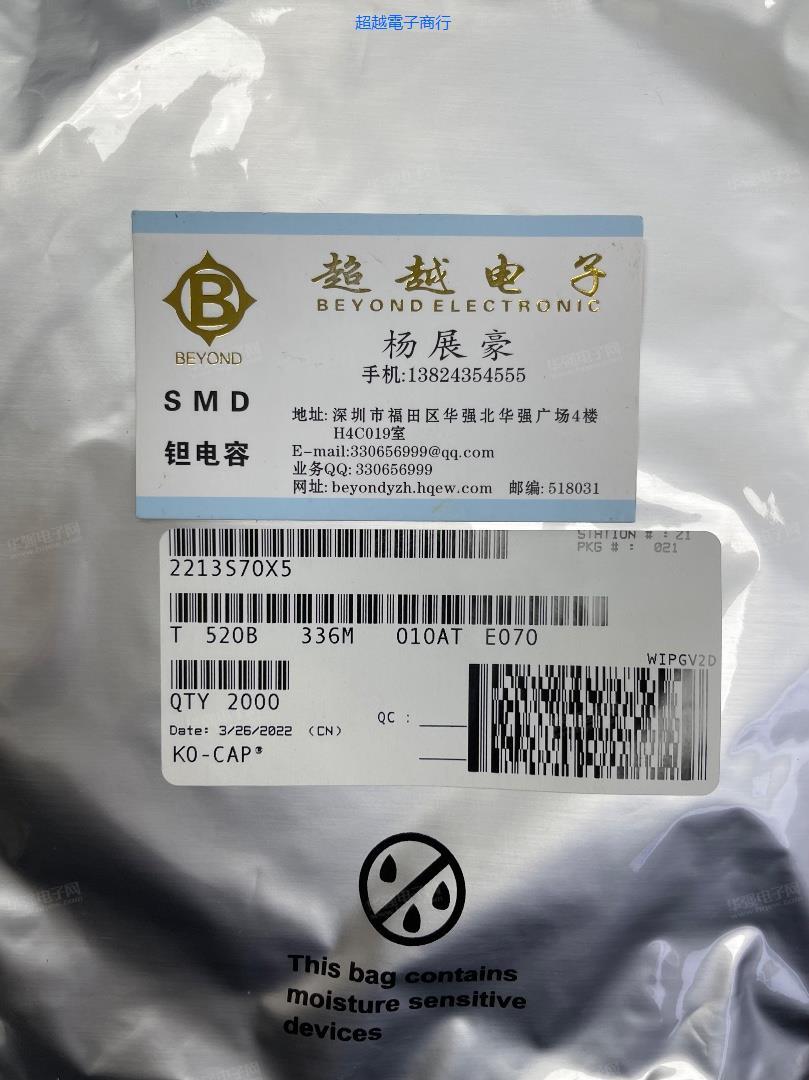 超越電子商行
超越电子
BEYOND ELECTRONIC
B
BEYOND
杨展豪
手机:13824354555
SMD
钽电容
地址:深圳市福田区华强北华强广场4楼
H4C019室
E-mail:330656999@qq.com
业务QQ:330656999
网址:beyondyzh.hqew.com 邮编:518031
STATION # : 21
PKG # : 021
2213S70X5
T 520B 336M 010AT E070
WIPGV2D
QTY 2000
QC :
Date: 3/26/2022 (CN)
KO-CAP®
This bag contains
moisture sensitive
devices